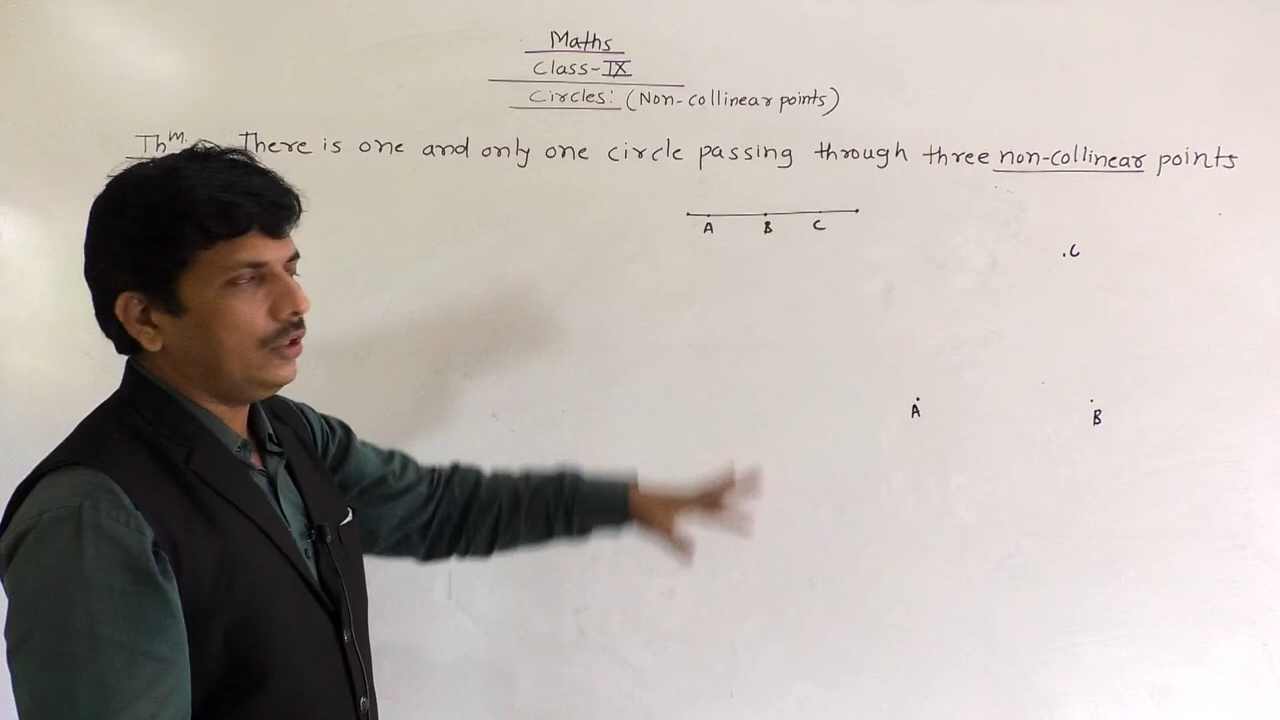 Maths
Class-IX
Circles: (Non-collinear points)
Thm. There is one and only one circle passing through three non-collinear points
A B C
.C
A B